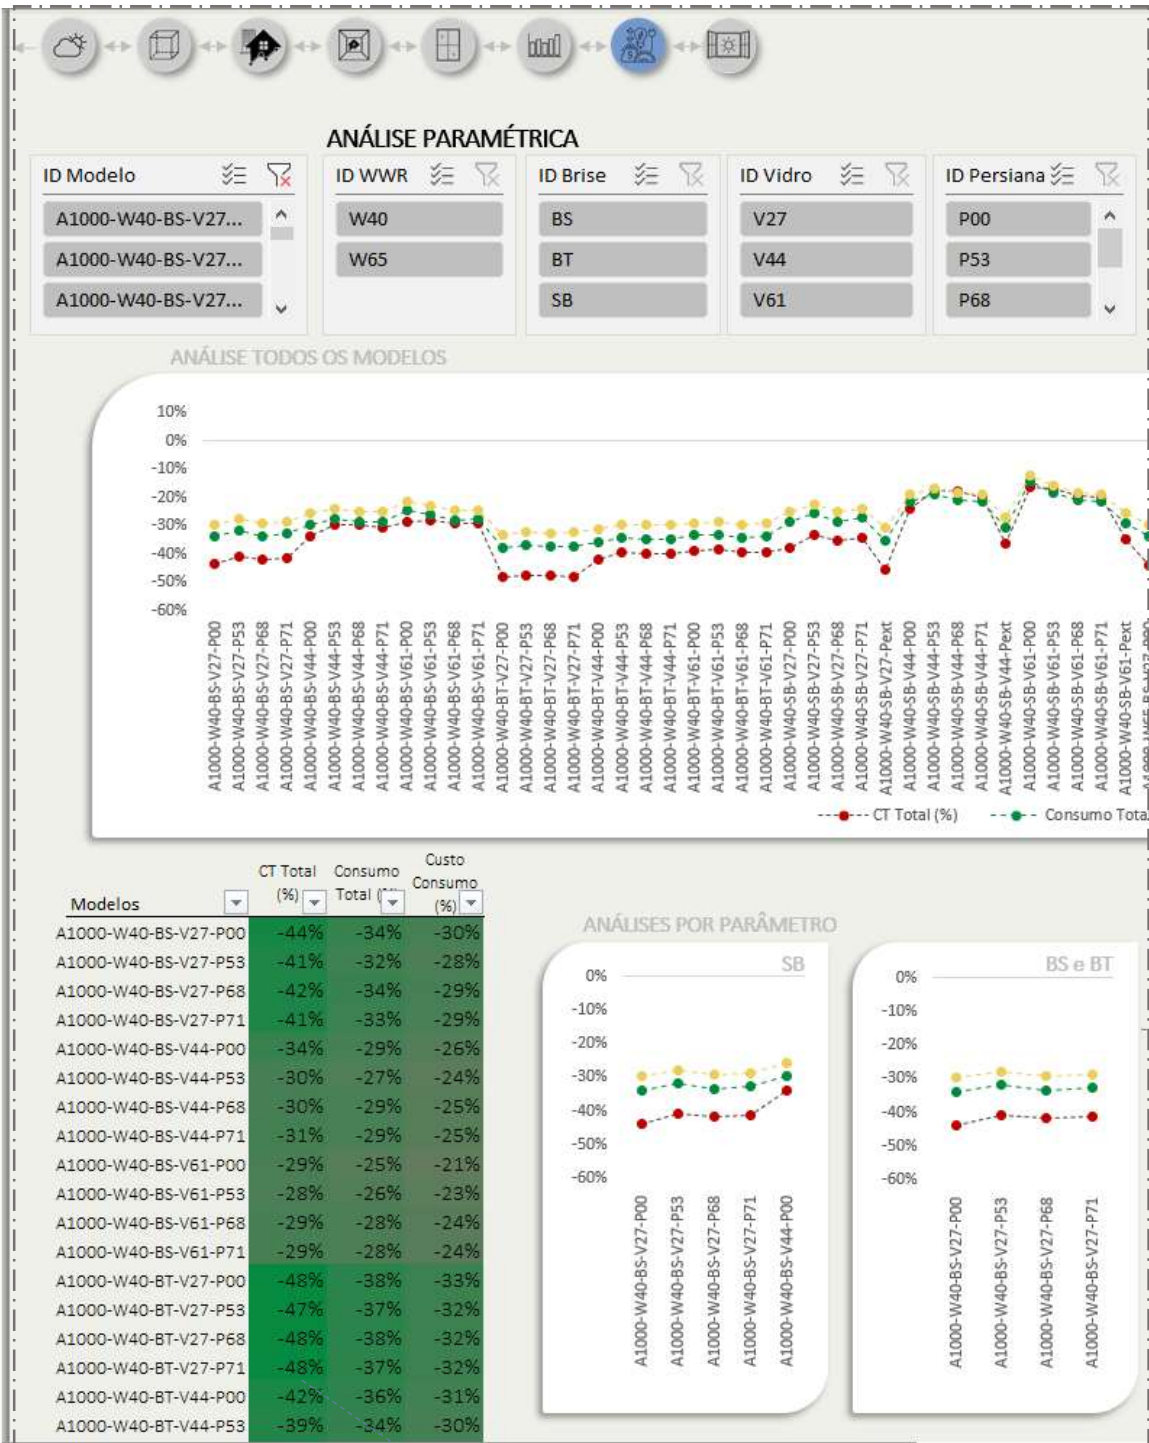 ANÁLISE PARAMÉTRICA
ID Modelo
A1000-W40-BS-V27...
A1000-W40-BS-V27...
A1000-W40-BS-V27...
ID WWR
W40
W65
ID Brise
BS
BT
SB
ID Vidro
V27
V44
V61
ID Persiana
P00
P53
P68
ANÁLISE TODOS OS MODELOS
10%
0%
-10%
-20%
-30%
-40%
-50%
-60%
A1000-W40-BS-V27-P00
A1000-W40-BS-V27-P53
A1000-W40-BS-V27-P68
A1000-W40-BS-V27-P71
A1000-W40-BS-V44-P00
A1000-W40-BS-V44-P53
A1000-W40-BS-V44-P68
A1000-W40-BS-V44-P71
A1000-W40-BS-V61-P00
A1000-W40-BS-V61-P53
A1000-W40-BS-V61-P68
A1000-W40-BS-V61-P71
A1000-W40-BT-V27-P00
A1000-W40-BT-V27-P53
A1000-W40-BT-V27-P68
A1000-W40-BT-V27-P71
A1000-W40-BT-V44-P00
A1000-W40-BT-V44-P53
A1000-W40-BT-V44-P68
A1000-W40-BT-V44-P71
A1000-W40-BT-V61-P00
A1000-W40-BT-V61-P53
A1000-W40-BT-V61-P68
A1000-W40-BT-V61-P71
A1000-W40-SB-V27-P00
A1000-W40-SB-V27-P53
A1000-W40-SB-V27-P68
A1000-W40-SB-V27-P71
A1000-W40-SB-V27-Pext
A1000-W40-SB-V44-P00
A1000-W40-SB-V44-P53
A1000-W40-SB-V44-P68
A1000-W40-SB-V44-P71
A1000-W40-SB-V44-Pext
A1000-W40-SB-V61-P00
A1000-W40-SB-V61-P53
A1000-W40-SB-V61-P68
A1000-W40-SB-V61-P71
A1000-W40-SB-V61-Pext
CT Total (%)
Consumo Tota
Modelos CT Total (%) Consumo Total Custo Consumo (%)
A1000-W40-BS-V27-P00 -44% -34% -30%
A1000-W40-BS-V27-P53 -41% -32% -28%
A1000-W40-BS-V27-P68 -42% -34% -29%
A1000-W40-BS-V27-P71 -41% -33% -29%
A1000-W40-BS-V44-P00 -34% -29% -26%
A1000-W40-BS-V44-P53 -30% -27% -24%
A1000-W40-BS-V44-P68 -30% -29% -25%
A1000-W40-BS-V44-P71 -31% -29% -25%
A1000-W40-BS-V61-P00 -29% -25% -21%
A1000-W40-BS-V61-P53 -28% -26% -23%
A1000-W40-BS-V61-P68 -29% -28% -24%
A1000-W40-BS-V61-P71 -29% -28% -24%
A1000-W40-BT-V27-P00 -48% -38% -33%
A1000-W40-BT-V27-P53 -47% -37% -32%
A1000-W40-BT-V27-P68 -48% -38% -32%
A1000-W40-BT-V27-P71 -48% -37% -32%
A1000-W40-BT-V44-P00 -42% -36% -31%
A1000-W40-BT-V44-P53 -39% -34% -30%
ANÁLISES POR PARÂMETRO
SB
0%
-10%
-20%
-30%
-40%
-50%
-60%
A1000-W40-BS-V27-P00
A1000-W40-BS-V27-P53
A1000-W40-BS-V27-P68
A1000-W40-BS-V27-P71
A1000-W40-BS-V44-P00
BS e BT
0%
-10%
-20%
-30%
-40%
-50%
-60%
A1000-W40-BS-V27-P00
A1000-W40-BS-V27-P53
A1000-W40-BS-V27-P68
A1000-W40-BS-V27-P71